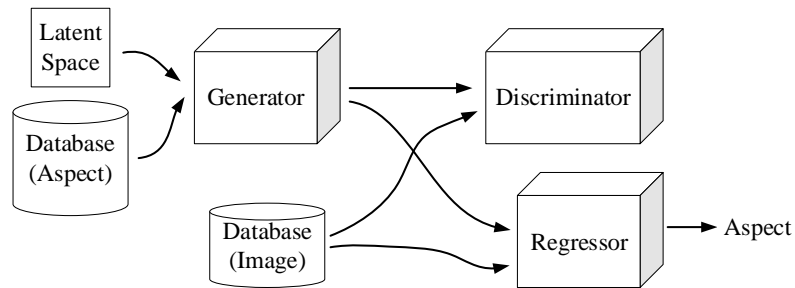 Latent
Space
Database
(Aspect)
Generator
Discriminator
Database
(Image)
Regressor
Aspect